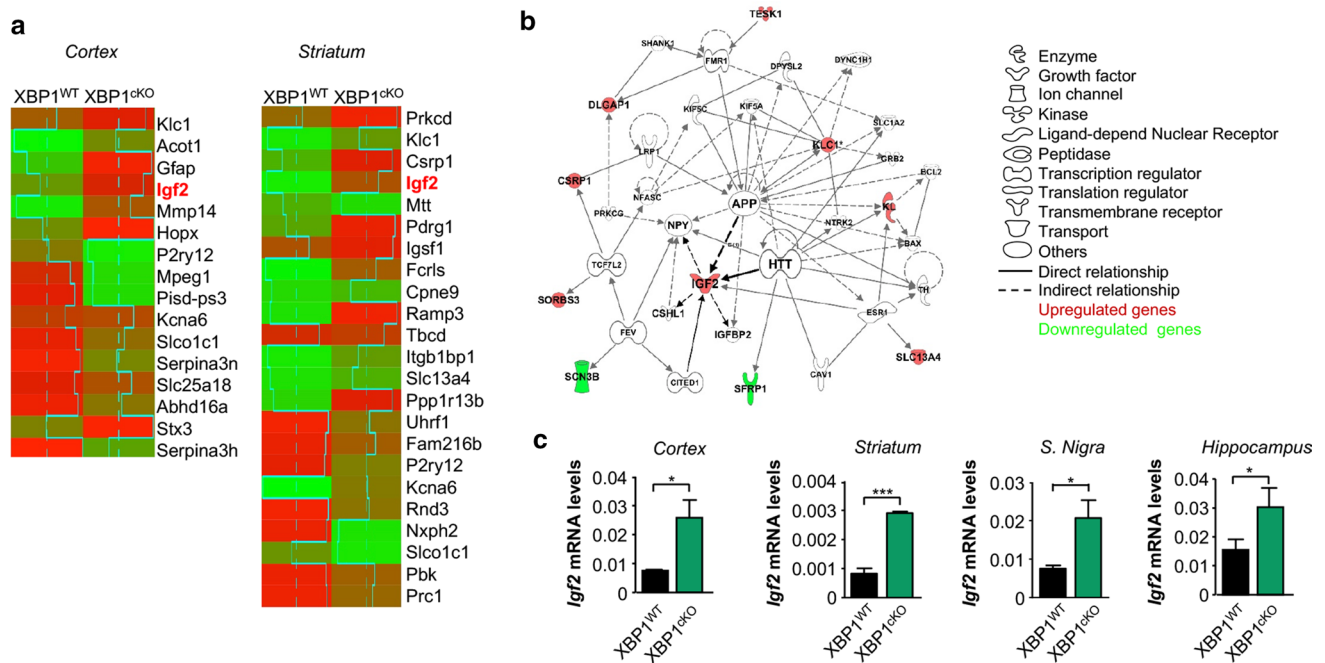 a
Cortex
Striatum
XBP1WT XBP1cKO
XBP1WT XBP1cKO
Klc1
Acot1
Gfap
Igf2
Mmp14
Hopx
P2ry12
Mpeg1
Pisd-ps3
Kcna6
Slco1c1
Serpina3n
Slc25a18
Abhd16a
Stx3
Serpina3h
Prkcd
Klc1
Csrp1
Igf2
Mtt
Pdrg1
Igsf1
Fcrls
Cpne9
Ramp3
Tbcd
Itgb1bp1
Slc13a4
Ppp1r13b
Uhrf1
Fam216b
P2ry12
Kcna6
Rnd3
Nxph2
Slco1c1
Pbk
Prc1
b
TESK1
SHANK1
FMR1
DPYSL2
DYNC1H1
DLGAP1
KIF5C
KIF5A
SLC1A2
LRP1
KLC1*
GRB2
CSRP1
NFASC
BCL2
APP
PRKCG
KL
NPY
NTRK2
BAX
TCF7L2
HTT
IGF2
TH
SORBS3
CSHL1
ESR1
FEV
IGFBP2
SLC13A4
SCN3B
CITED1
SFRP1
CAV1
Enzyme
Growth factor
Ion channel
Kinase
Ligand-depend Nuclear Receptor
Peptidase
Transcription regulator
Translation regulator
Transmembrane receptor
Transport
Others
Direct relationship
Indirect relationship
Upregulated genes
Downregulated genes
c
Cortex
Igf2 mRNA levels
0.04
0.03
0.02
0.01
0
*
XBP1WT
XBP1cKO
Striatum
Igf2 mRNA levels
0.004
0.003
0.002
0.001
0
***
XBP1WT
XBP1cKO
S. Nigra
Igf2 mRNA levels
0.03
0.02
0.01
0
*
XBP1WT
XBP1cKO
Hippocampus
Igf2 mRNA levels
0.04
0.03
0.02
0.01
0
*
XBP1WT
XBP1cKO